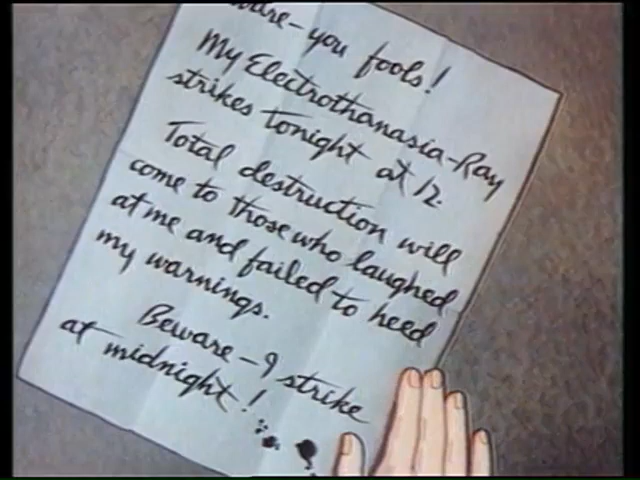 ware-you fools!
My Electrothanasia-Ray
strikes tonight at 12.
Total destruction will
come to those who laughed
at me and failed to heed
my warnings.
Beware-I strike
at midnight!